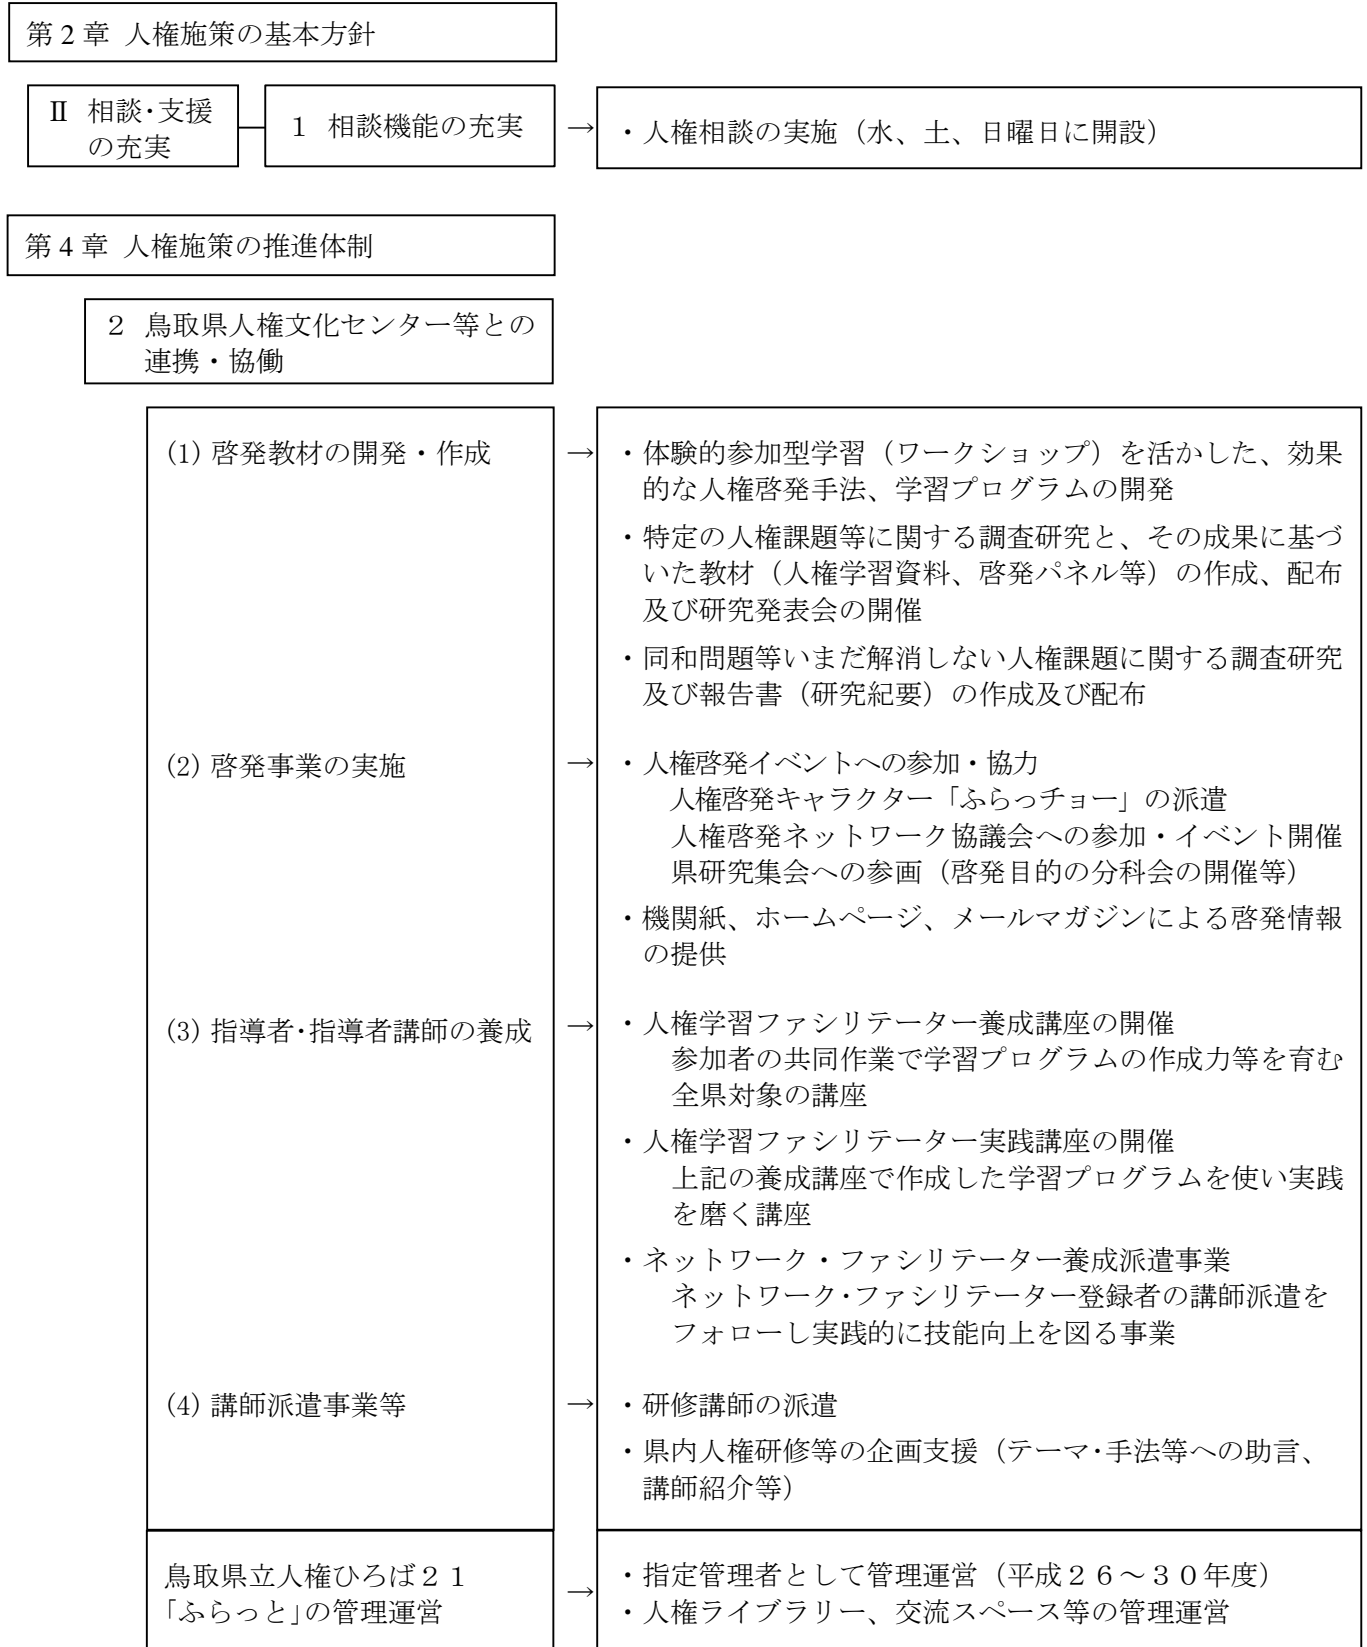 第２章 人権施策の基本方針
Ⅱ 相談・支援
の充実
１ 相談機能の充実
→
・人権相談の実施（水、土、日曜日に開設）
第４章 人権施策の推進体制
２ 鳥取県人権文化センター等との
連携・協働
(1) 啓発教材の開発・作成
→
・体験的参加型学習（ワークショップ）を活かした、効果
的な人権啓発手法、学習プログラムの開発
・特定の人権課題等に関する調査研究と、その成果に基づ
いた教材（人権学習資料、啓発パネル等）の作成、配布
及び研究発表会の開催
・同和問題等いまだ解消しない人権課題に関する調査研究
及び報告書（研究紀要）の作成及び配布
(2) 啓発事業の実施
→
・人権啓発イベントへの参加・協力
人権啓発キャラクター「ふらっチョー」の派遣
人権啓発ネットワーク協議会への参加・イベント開催
県研究集会への参画（啓発目的の分科会の開催等）
・機関紙、ホームページ、メールマガジンによる啓発情報
の提供
(3) 指導者・指導者講師の養成
→
・人権学習ファシリテーター養成講座の開催
参加者の共同作業で学習プログラムの作成力等を育む
全県対象の講座
・人権学習ファシリテーター実践講座の開催
上記の養成講座で作成した学習プログラムを使い実践
を磨く講座
・ネットワーク・ファシリテーター養成派遣事業
ネットワーク・ファシリテーター登録者の講師派遣を
フォローし実践的に技能向上を図る事業
(4) 講師派遣事業等
→
・研修講師の派遣
・県内人権研修等の企画支援（テーマ・手法等への助言、
講師紹介等）
鳥取県立人権ひろば２１
「ふらっと」の管理運営
→
・指定管理者として管理運営（平成２６～３０年度）
・人権ライブラリー、交流スペース等の管理運営